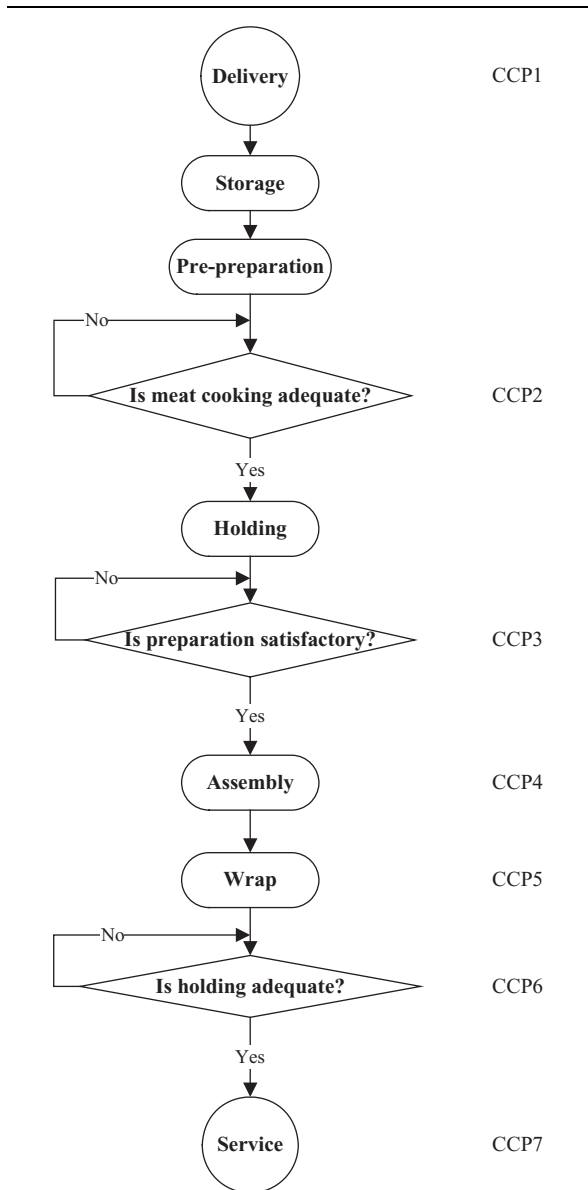 Delivery CCP1
Storage
Pre-preparation
No
Is meat cooking adequate? CCP2
Yes
Holding
No
Is preparation satisfactory? CCP3
Yes
Assembly CCP4
Wrap CCP5
No
Is holding adequate? CCP6
Yes
Service CCP7